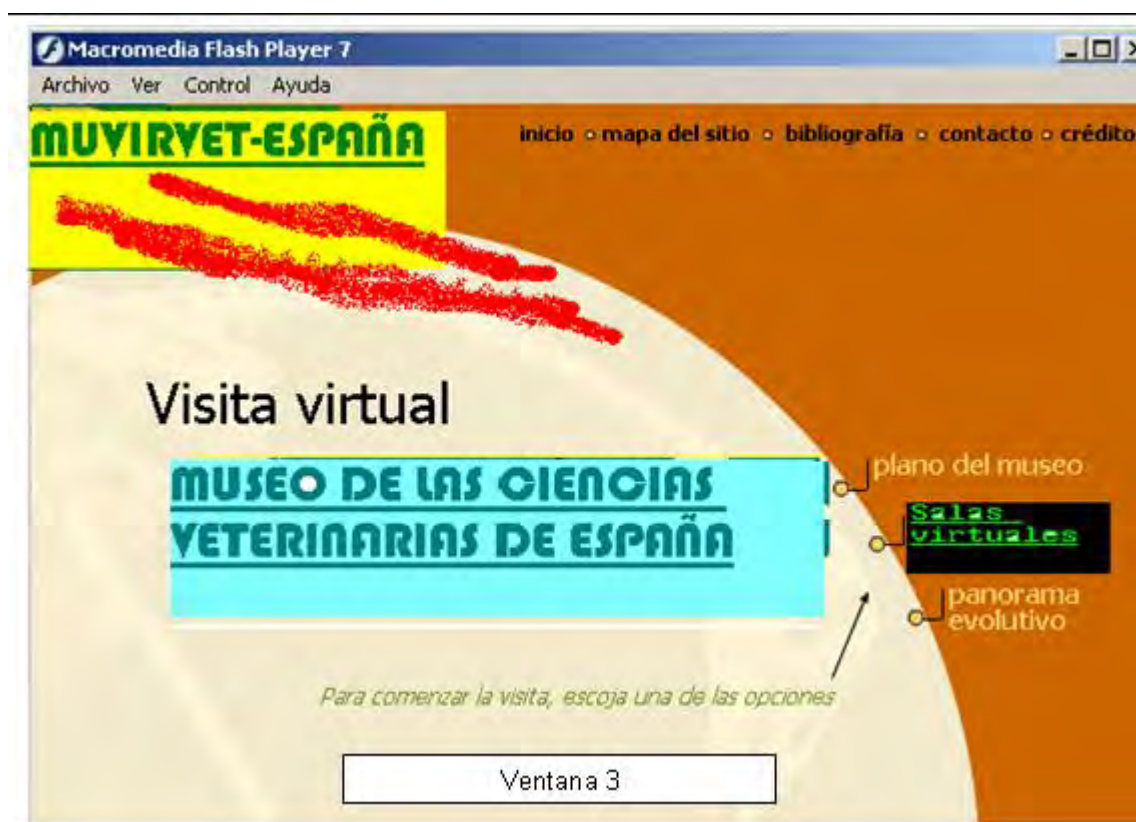 Macromedia Flash Player 7
Archivo Ver Control Ayuda
MUVIRVET-ESPAÑA
inicio mapa del sitio bibliografía contacto crédito
Visita virtual
MUSEO DE LAS CIENCIAS
VETERINARIAS DE ESPAÑA
plano del museo
Salas
virtuales
panorama
evolutivo
Para comenzar la visita, escoja una de las opciones
Ventana 3